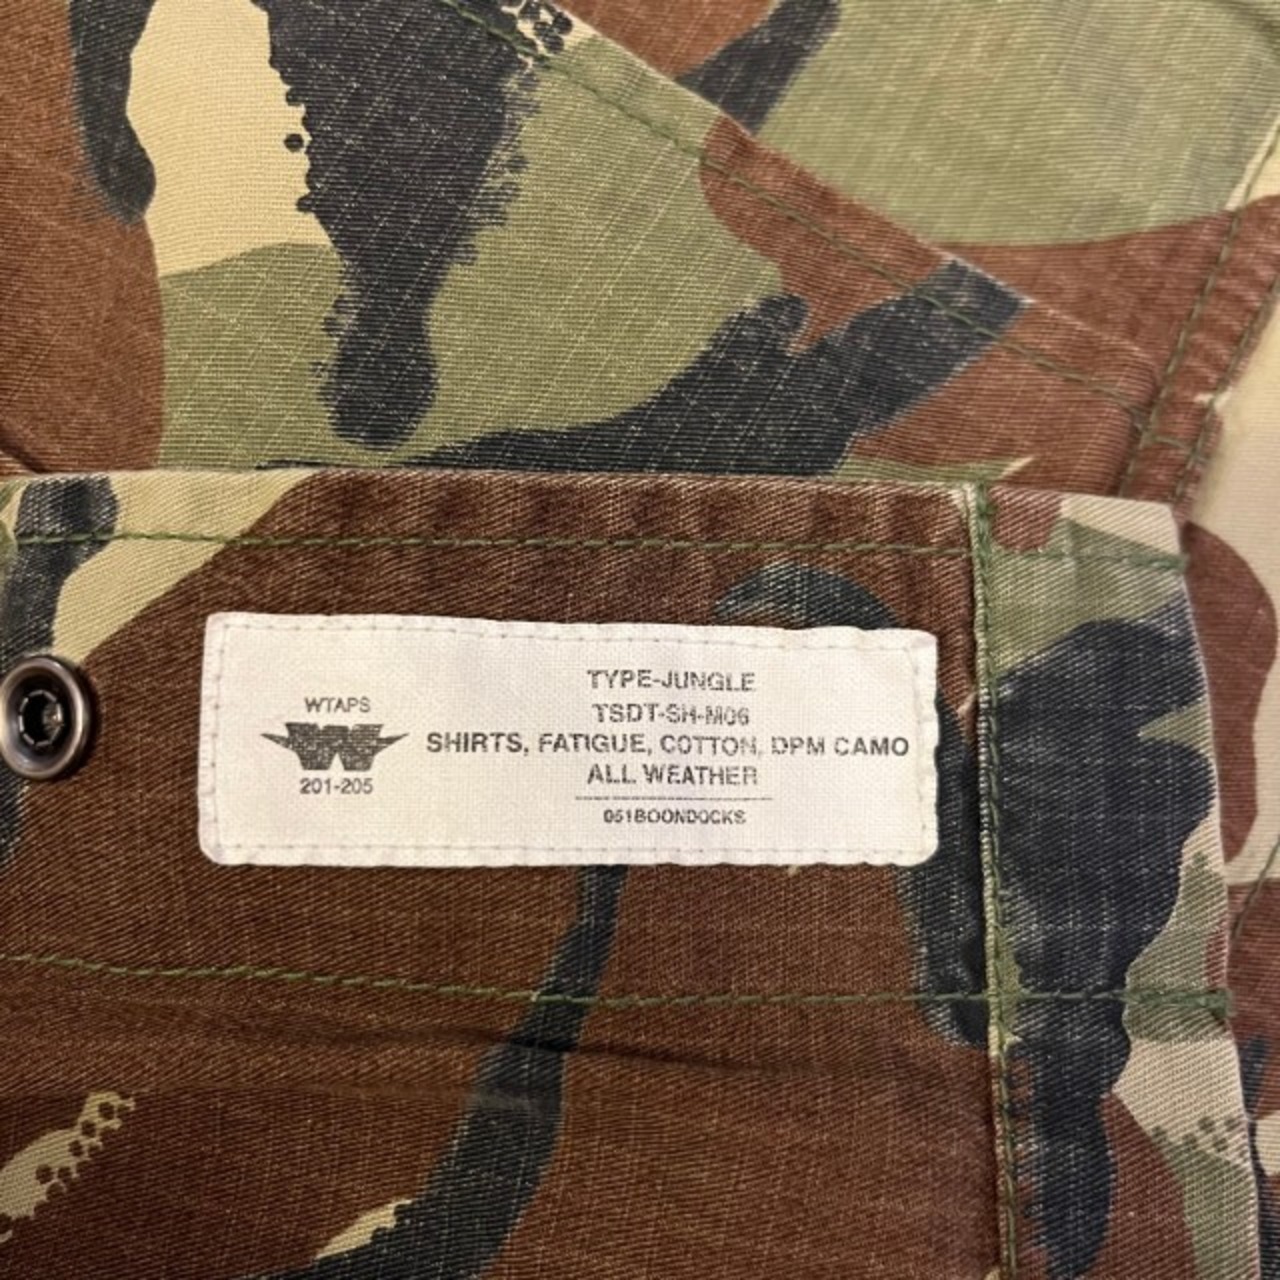 WTAPS
W
201-205
TYPE-JUNGLE
TSDT-SH-M06
SHIRTS, FATIGUE, COTTON, DPM CAMO
ALL WEATHER
051BOONDOCKS